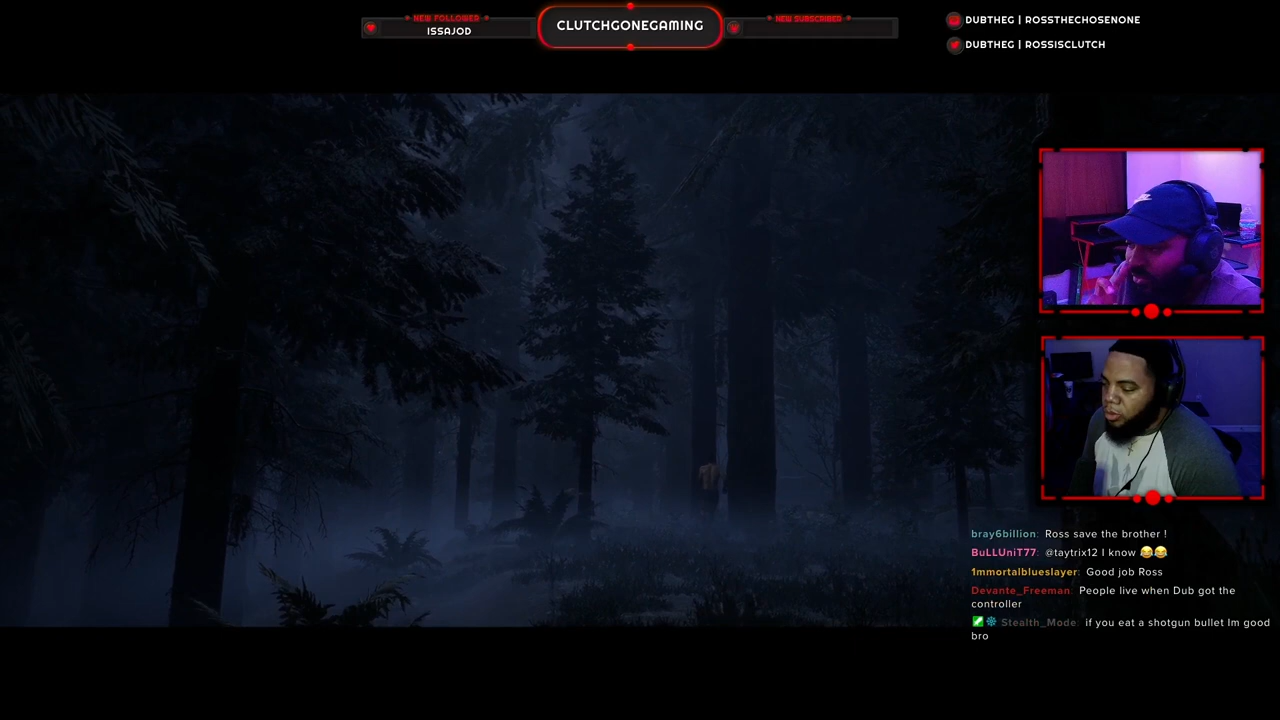 NEW FOLLOWER
ISSAJOD
CLUTCHGONEGAMING
NEW SUBSCRIBER
DUBTHEG | ROSSTHECHOSENONE
DUBTHEG | ROSSISCLUTCH
bray6billion: Ross save the brother !
BuLLUniT77: @taytrix12 I know 😂😂
1mmortalblueslayer: Good job Ross
Devante_Freeman: People live when Dub got the
controller
Stealth_Mode: if you eat a shotgun bullet Im good
bro